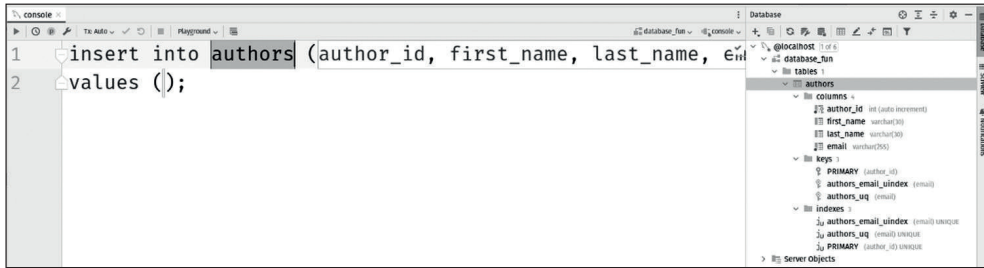 console
Database
Tx: Auto
Playground
database_fun
console
1 insert into authors (author_id, first_name, last_name, em
2 values ();
@localhost 1 of 6
database_fun
tables 1
authors
columns 4
author_id int (auto increment)
first_name varchar(30)
last_name varchar(30)
email varchar(255)
keys 3
PRIMARY (author_id)
authors_email_uindex (email)
authors_uq (email)
indexes 3
authors_email_uindex (email) UNIQUE
authors_uq (email) UNIQUE
PRIMARY (author_id) UNIQUE
Server Objects
Database
SciView
Notifications